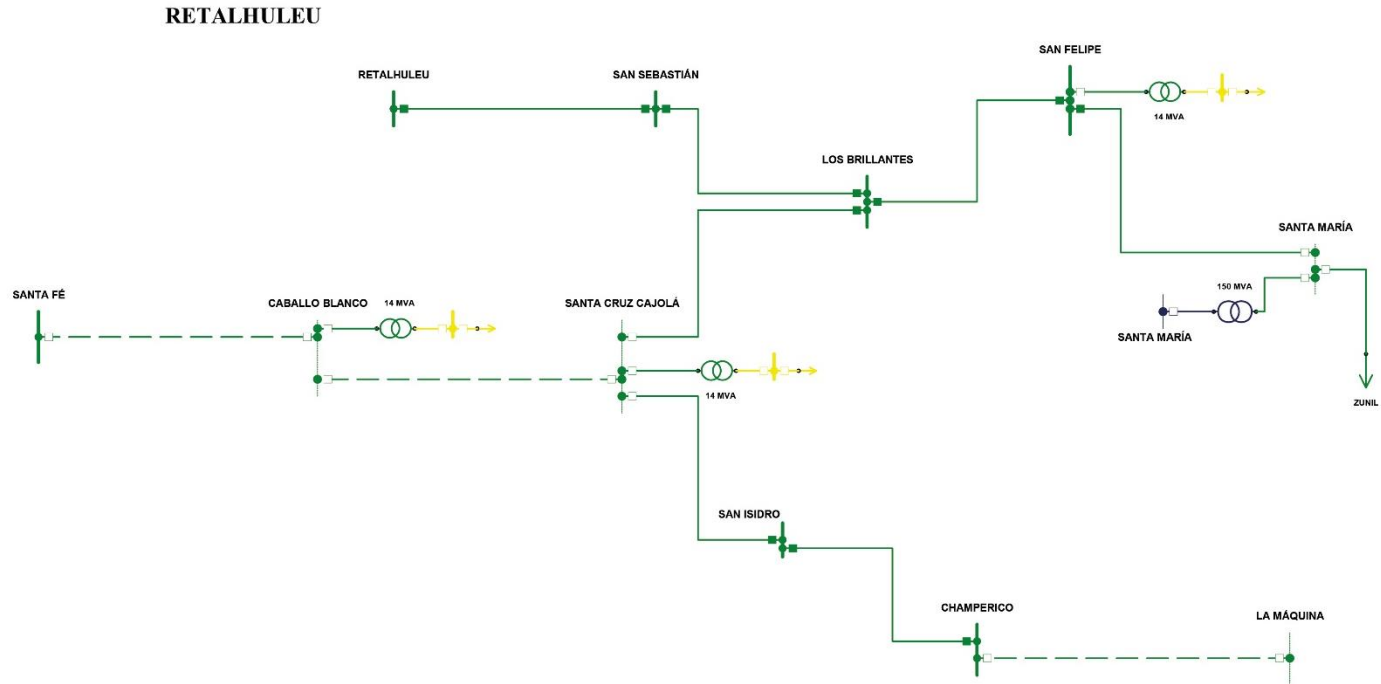 RETALHULEU
SAN FELIPE
RETALHULEU
SAN SEBASTIÁN
14 MVA
LOS BRILLANTES
SANTA MARÍA
SANTA FÉ
CABALLO BLANCO
14 MVA
SANTA CRUZ CAJOLÁ
150 MVA
SANTA MARÍA
14 MVA
ZUNIL
SAN ISIDRO
CHAMPERICO
LA MÁQUINA